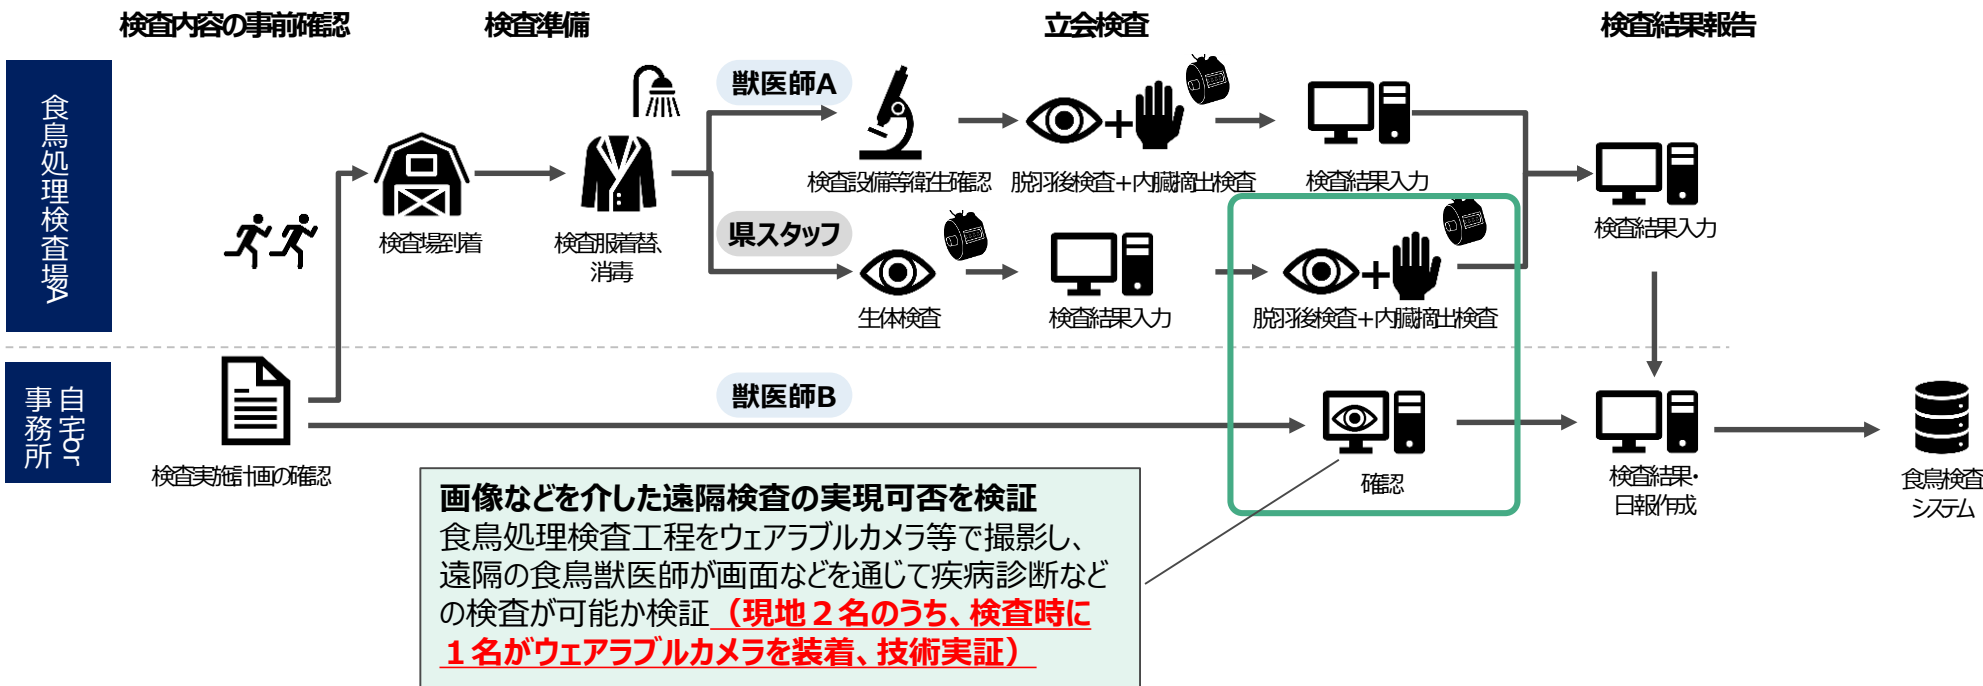 検査内容の事前確認
検査準備
立会検査
検査結果報告
食鳥処理検査場A
獣医師A
検査設備等衛生確認
脱羽後検査+内臓摘出検査
検査結果入力
検査場到着
検査服着替、
消毒
県スタッフ
生体検査
検査結果入力
脱羽後検査+内臓摘出検査
検査結果入力
自宅or
事務所
検査実施計画の確認
獣医師B
確認
検査結果・
日報作成
食鳥検査
システム
画像などを介した遠隔検査の実現可否を検証
食鳥処理検査工程をウェアラブルカメラ等で撮影し、
遠隔の食鳥獣医師が画面などを通じて疾病診断など
の検査が可能か検証（現地２名のうち、検査時に
１名がウェアラブルカメラを装着、技術実証）